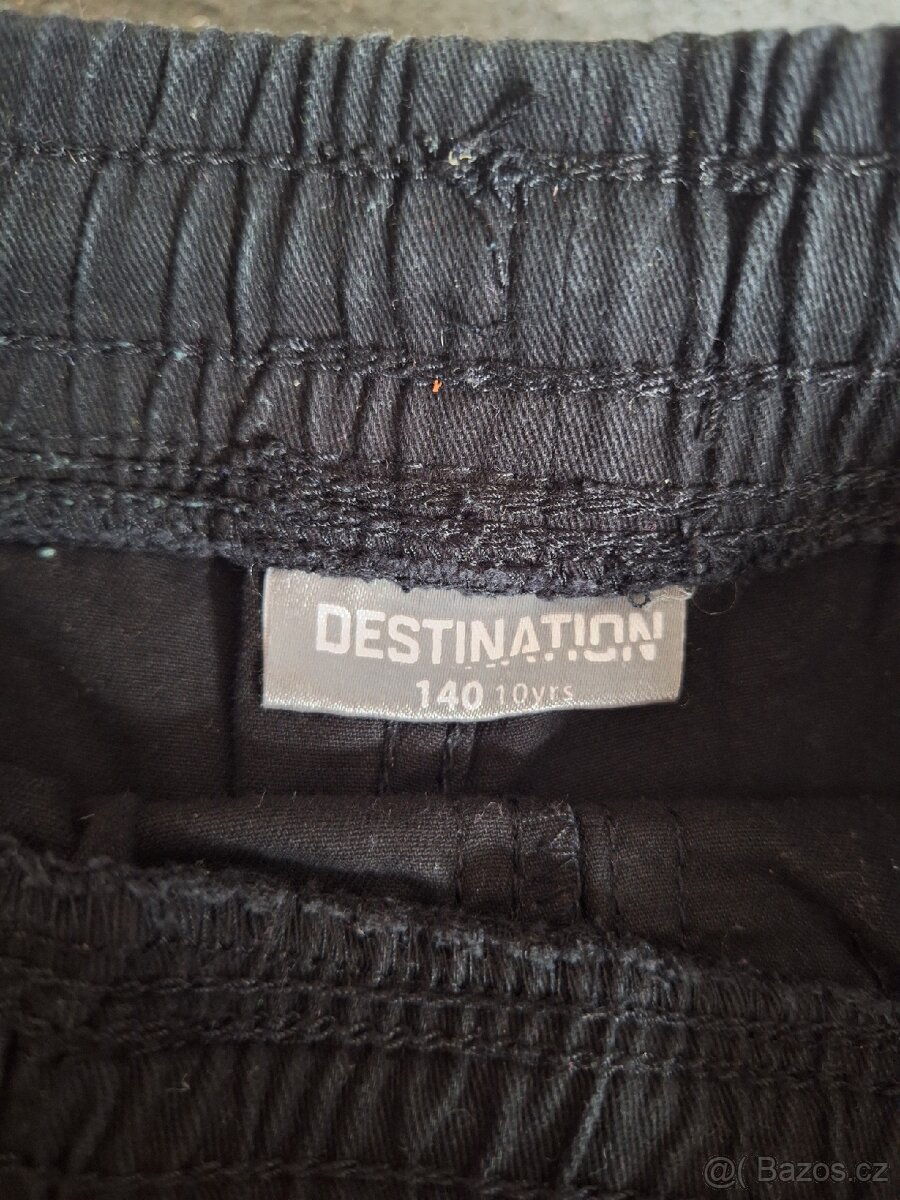 DESTINATION
140 10yrs
@( Bazos.cz